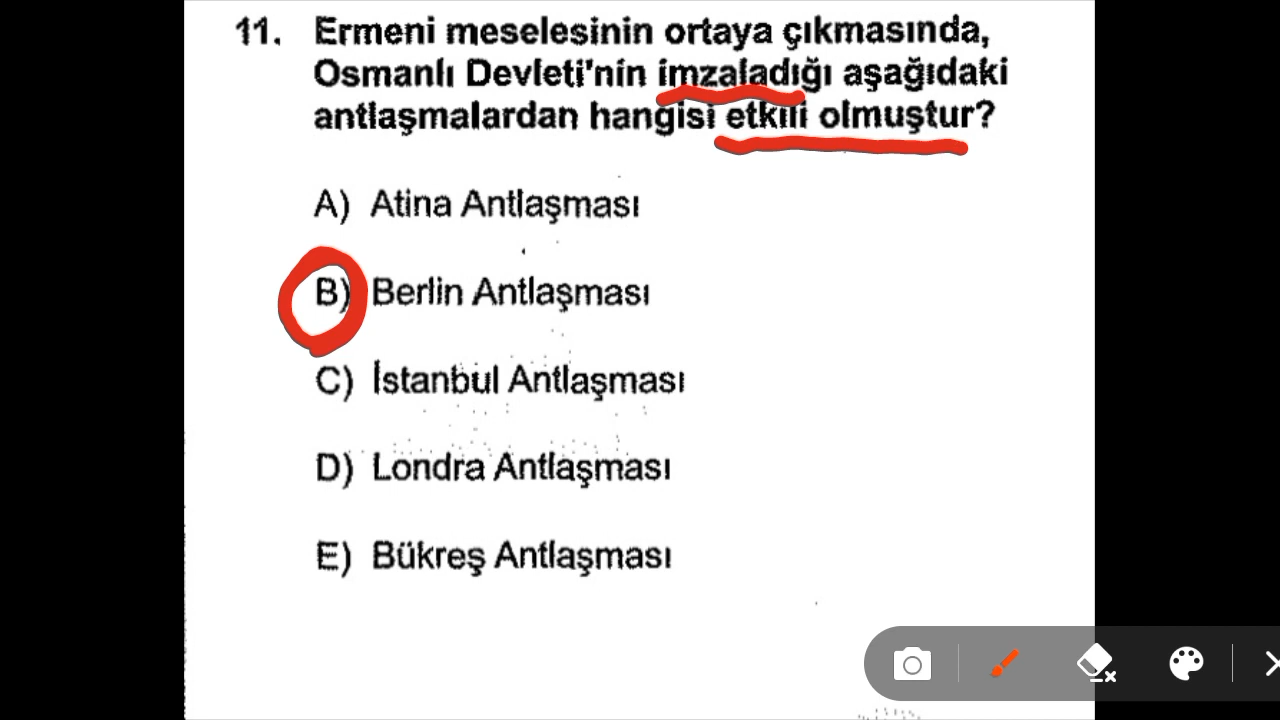 11. Ermeni meselesinin ortaya çıkmasında,
Osmanlı Devleti'nin imzaladığı aşağıdaki
antlaşmalardan hangisi etkili olmuştur?
A) Atina Antlaşması
B) Berlin Antlaşması
C) İstanbul Antlaşması
D) Londra Antlaşması
E) Bükreş Antlaşması